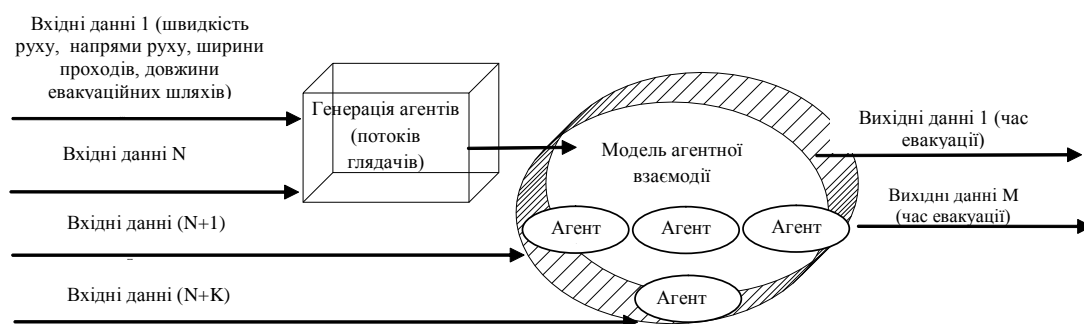 Вхідні данні 1 (швидкість
руху, напрями руху, ширини
проходів, довжини
евакуаційних шляхів)
Генерація агентів
(потоків
глядачів)
Вхідні данні N
Вхідні данні (N+1)
Вхідні данні (N+K)
Модель агентної
взаємодії
Агент
Агент
Агент
Агент
Вихідні данні 1 (час
евакуації)
Вихідні данні М
(час евакуації)